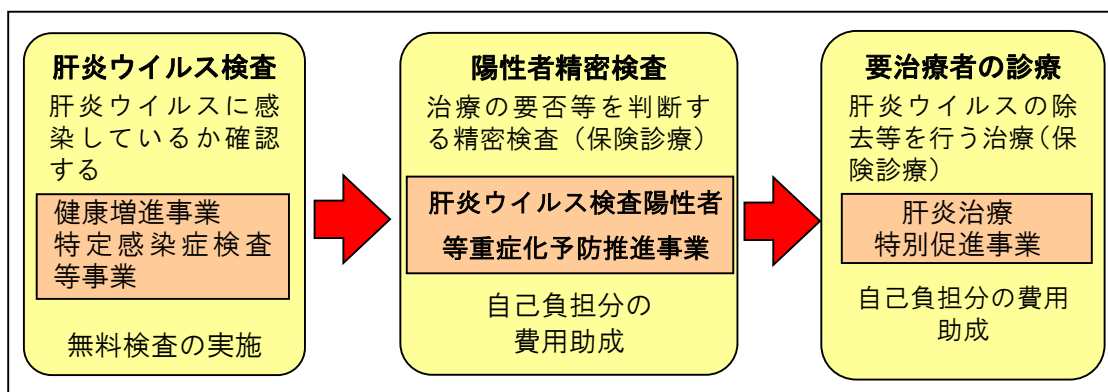 肝炎ウイルス検査
肝炎ウイルスに感
染しているか確認
する
健康増進事業
特定感染症検査
等事業
無料検査の実施
陽性者精密検査
治療の要否等を判断す
る精密検査（保険診療）
肝炎ウイルス検査陽性者
等重症化予防推進事業
自己負担分の
費用助成
要治療者の診療
肝炎ウイルスの除
去等を行う治療（保
険診療）
肝炎治療
特別促進事業
自己負担分の費用
助成